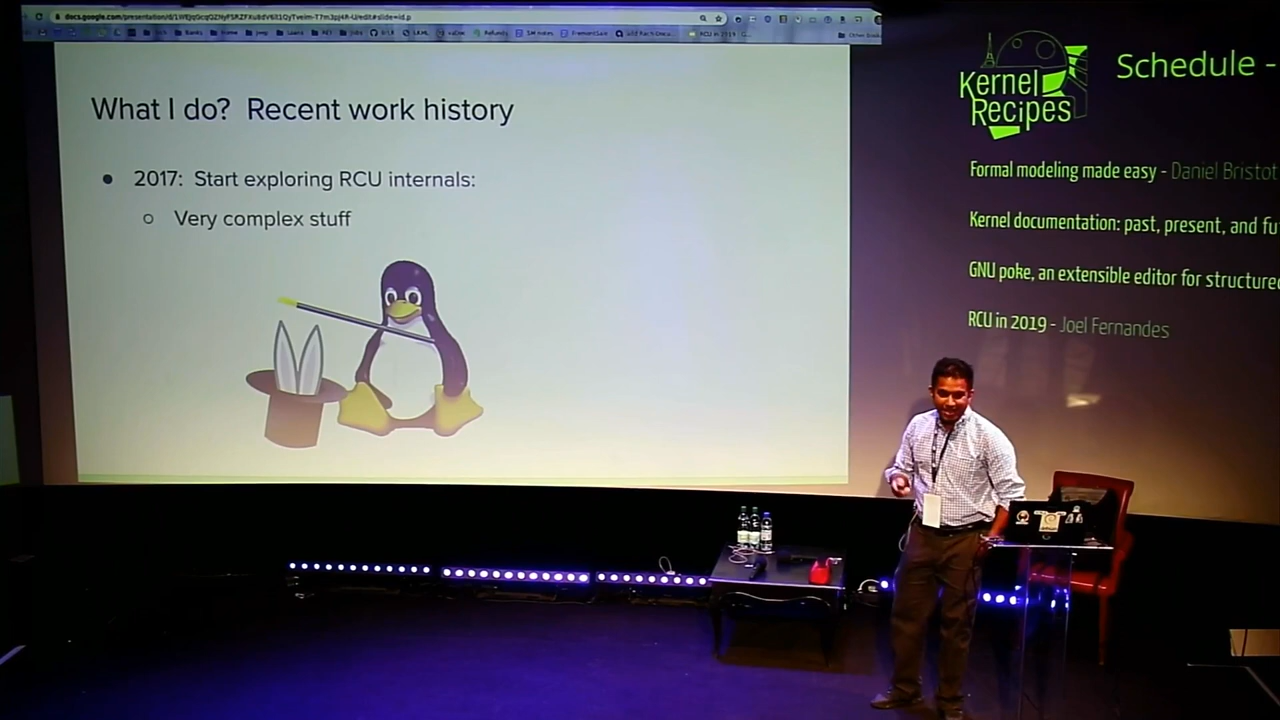 What I do? Recent work history
● 2017: Start exploring RCU internals:
○ Very complex stuff
Kernel
Recipes
Schedule -
Formal modeling made easy - Daniel Bristot
Kernel documentation: past, present, and fu
GNU poke, an extensible editor for structure
RCU in 2019 - Joel Fernandes